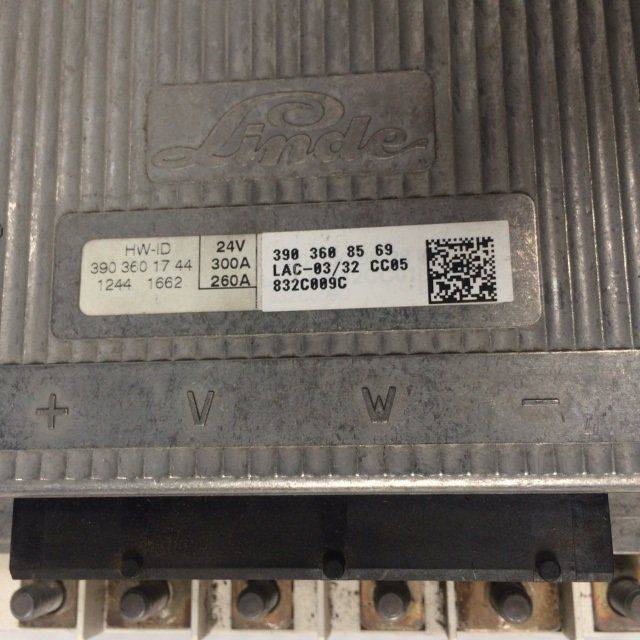 Linde
HW-ID
390 360 17 44
1244 1662
24V
300A
260A
390 360 85 69
LAC-03/32 CC05
832C009C
+ V W -